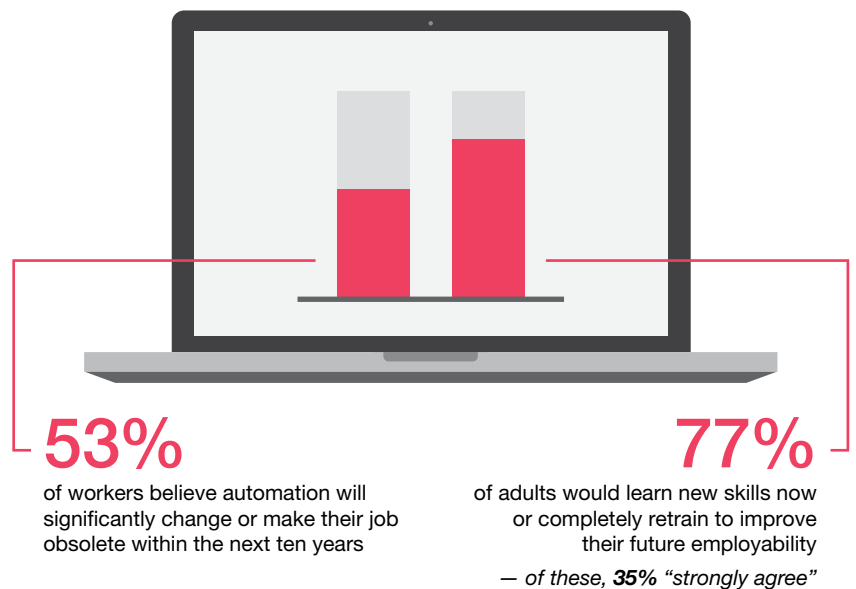 53%
of workers believe automation will
significantly change or make their job
obsolete within the next ten years
77%
of adults would learn new skills now
or completely retrain to improve
their future employability
— of these, 35% “strongly agree”